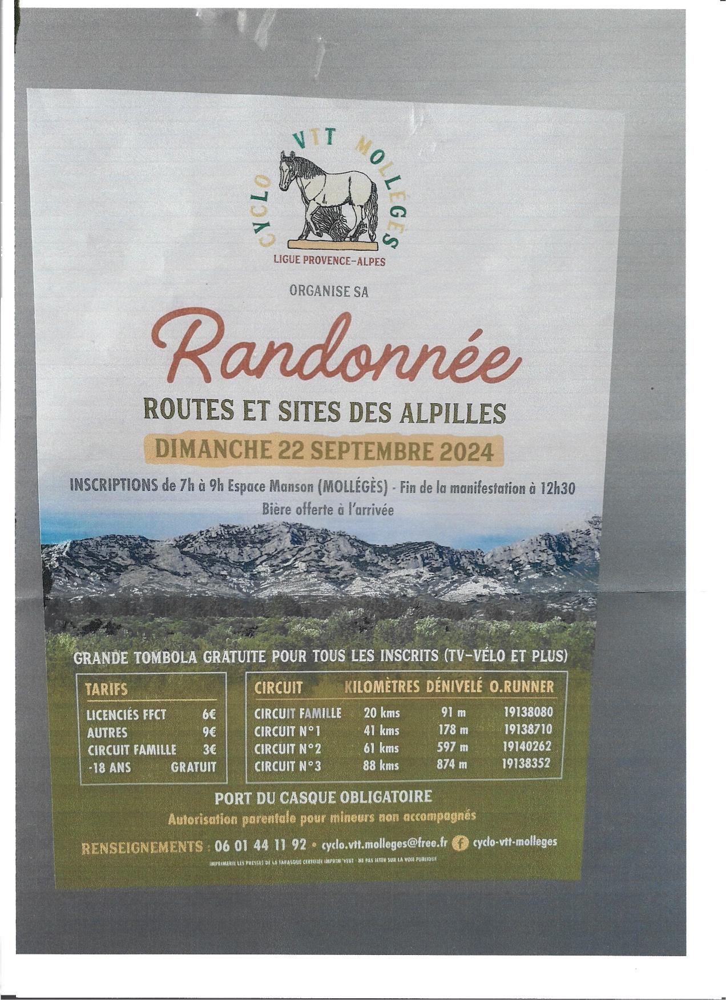 CYCLO VTT MOLLÉGÈS
LIGUE PROVENCE-ALPES
ORGANISE SA
Randonnée
ROUTES ET SITES DES ALPILLES
DIMANCHE 22 SEPTEMBRE 2024
INSCRIPTIONS de 7h à 9h Espace Manson (MOLLÉGÈS) - Fin de la manifestation à 12h30
Bière offerte à l'arrivée
GRANDE TOMBOLA GRATUITE POUR TOUS LES INSCRITS (TV-VÉLO ET PLUS)
TARIFS
LICENCIÉS FFCT 6€
AUTRES 9€
CIRCUIT FAMILLE 3€
-18 ANS GRATUIT
CIRCUIT KILOMÈTRES DÉNIVELÉ O.RUNNER
CIRCUIT FAMILLE 20 kms 91 m 19138080
CIRCUIT N°1 41 kms 178 m 19138710
CIRCUIT N°2 61 kms 597 m 19140262
CIRCUIT N°3 88 kms 874 m 19138352
PORT DU CASQUE OBLIGATOIRE
Autorisation parentale pour mineurs non accompagnés
RENSEIGNEMENTS : 06 01 44 11 92 • cyclo.vtt.molleges@free.fr f cyclo-vtt-molleges
IMPRIMERIE LES PRESSES DE LA TARASQUE CERTIFIÉE IMPRIM'VERT - NE PAS JETER SUR LA VOIE PUBLIQUE